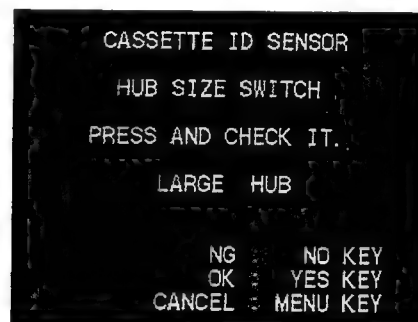 CASSETTE ID SENSOR
HUB SIZE SWITCH
PRESS AND CHECK IT.
LARGE HUB
NG : NO KEY
OK : YES KEY
CANCEL : MENU KEY